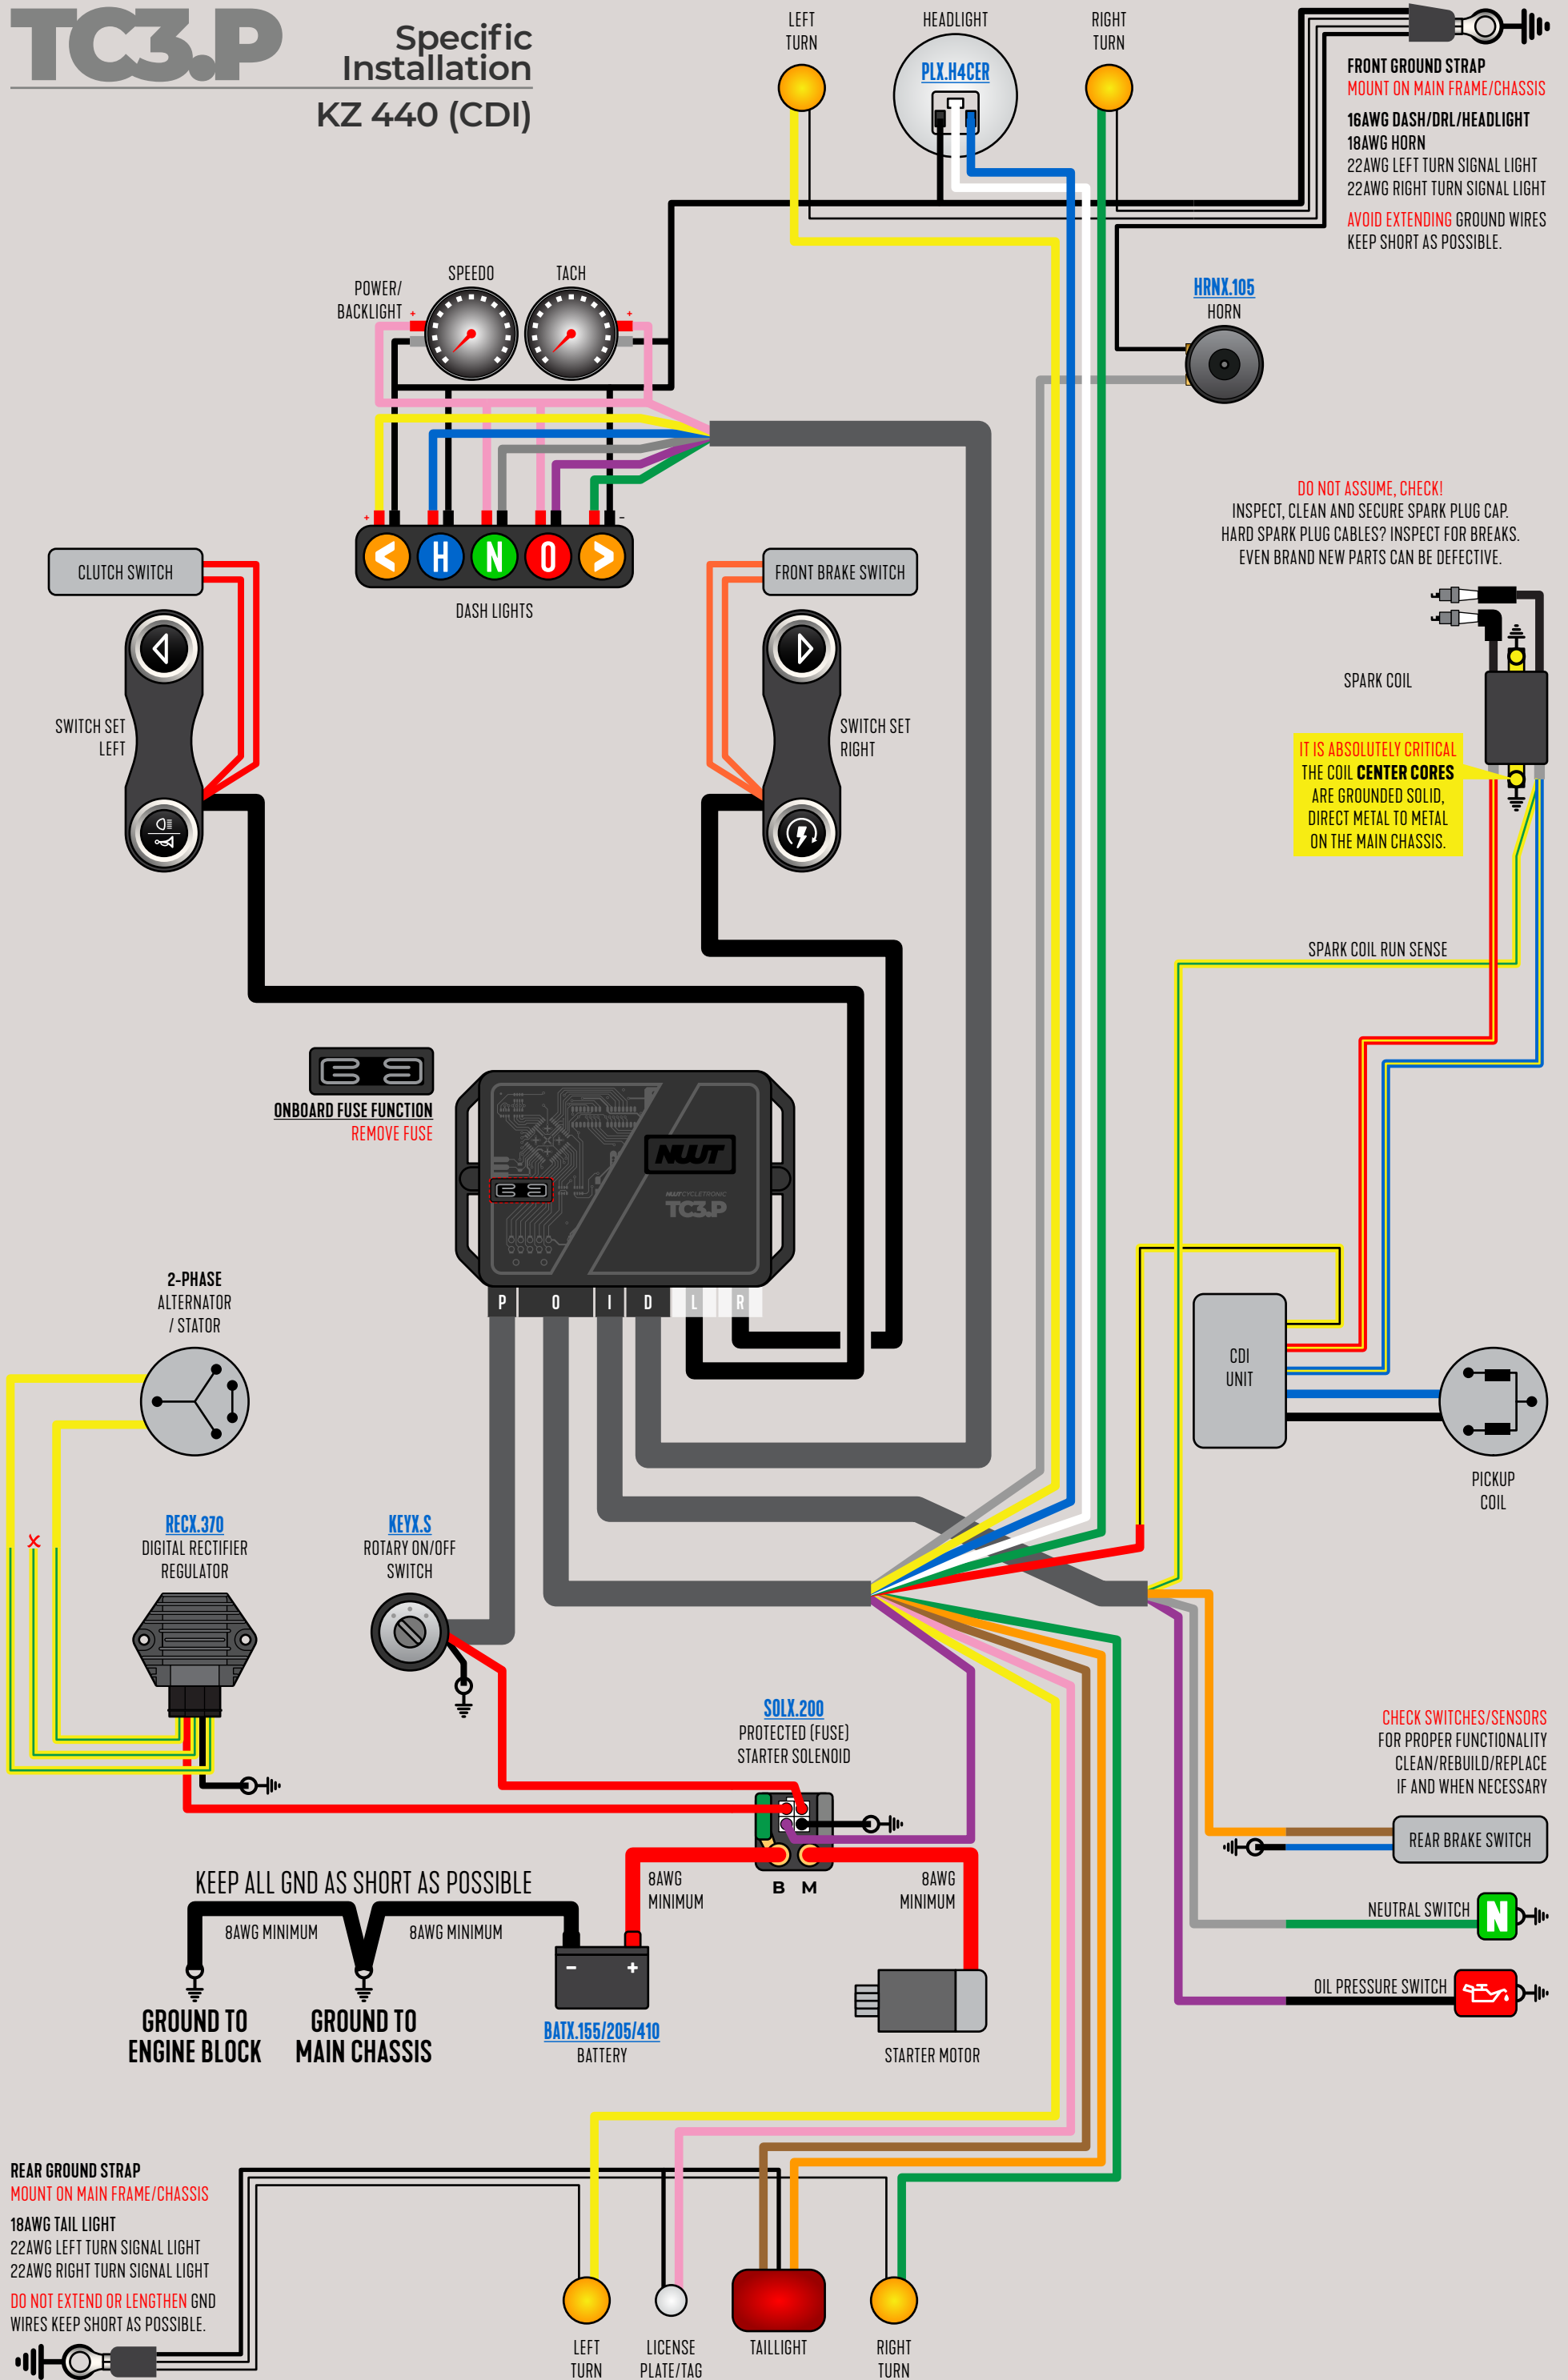 TC3.P
Specific
Installation
KZ 440 (CDI)
LEFT
TURN
HEADLIGHT
PLX.H4CER
RIGHT
TURN
FRONT GROUND STRAP
MOUNT ON MAIN FRAME/CHASSIS
16AWG DASH/DRL/HEADLIGHT
18AWG HORN
22AWG LEFT TURN SIGNAL LIGHT
22AWG RIGHT TURN SIGNAL LIGHT
AVOID EXTENDING GROUND WIRES
KEEP SHORT AS POSSIBLE.
POWER/
BACKLIGHT
SPEEDO
TACH
+
+
HRNX.105
HORN
+
-
< H N O >
DASH LIGHTS
DO NOT ASSUME, CHECK!
INSPECT, CLEAN AND SECURE SPARK PLUG CAP.
HARD SPARK PLUG CABLES? INSPECT FOR BREAKS.
EVEN BRAND NEW PARTS CAN BE DEFECTIVE.
CLUTCH SWITCH
FRONT BRAKE SWITCH
SPARK COIL
SWITCH SET
LEFT
SWITCH SET
RIGHT
IT IS ABSOLUTELY CRITICAL
THE COIL CENTER CORES
ARE GROUNDED SOLID,
DIRECT METAL TO METAL
ON THE MAIN CHASSIS.
SPARK COIL RUN SENSE
ONBOARD FUSE FUNCTION
REMOVE FUSE
NWT
NWT CYCLETRONIC
TC3.P
P O I D L R
2-PHASE
ALTERNATOR
/ STATOR
CDI
UNIT
PICKUP
COIL
RECX.370
DIGITAL RECTIFIER
REGULATOR
X
KEYX.S
ROTARY ON/OFF
SWITCH
SOLX.200
PROTECTED (FUSE)
STARTER SOLENOID
B M
CHECK SWITCHES/SENSORS
FOR PROPER FUNCTIONALITY
CLEAN/REBUILD/REPLACE
IF AND WHEN NECESSARY
REAR BRAKE SWITCH
NEUTRAL SWITCH
N
OIL PRESSURE SWITCH
KEEP ALL GND AS SHORT AS POSSIBLE
8AWG MINIMUM
8AWG MINIMUM
8AWG
MINIMUM
8AWG
MINIMUM
- +
GROUND TO
ENGINE BLOCK
GROUND TO
MAIN CHASSIS
BATX.155/205/410
BATTERY
STARTER MOTOR
REAR GROUND STRAP
MOUNT ON MAIN FRAME/CHASSIS
18AWG TAIL LIGHT
22AWG LEFT TURN SIGNAL LIGHT
22AWG RIGHT TURN SIGNAL LIGHT
DO NOT EXTEND OR LENGTHEN GND
WIRES KEEP SHORT AS POSSIBLE.
LEFT
TURN
LICENSE
PLATE/TAG
TAILLIGHT
RIGHT
TURN